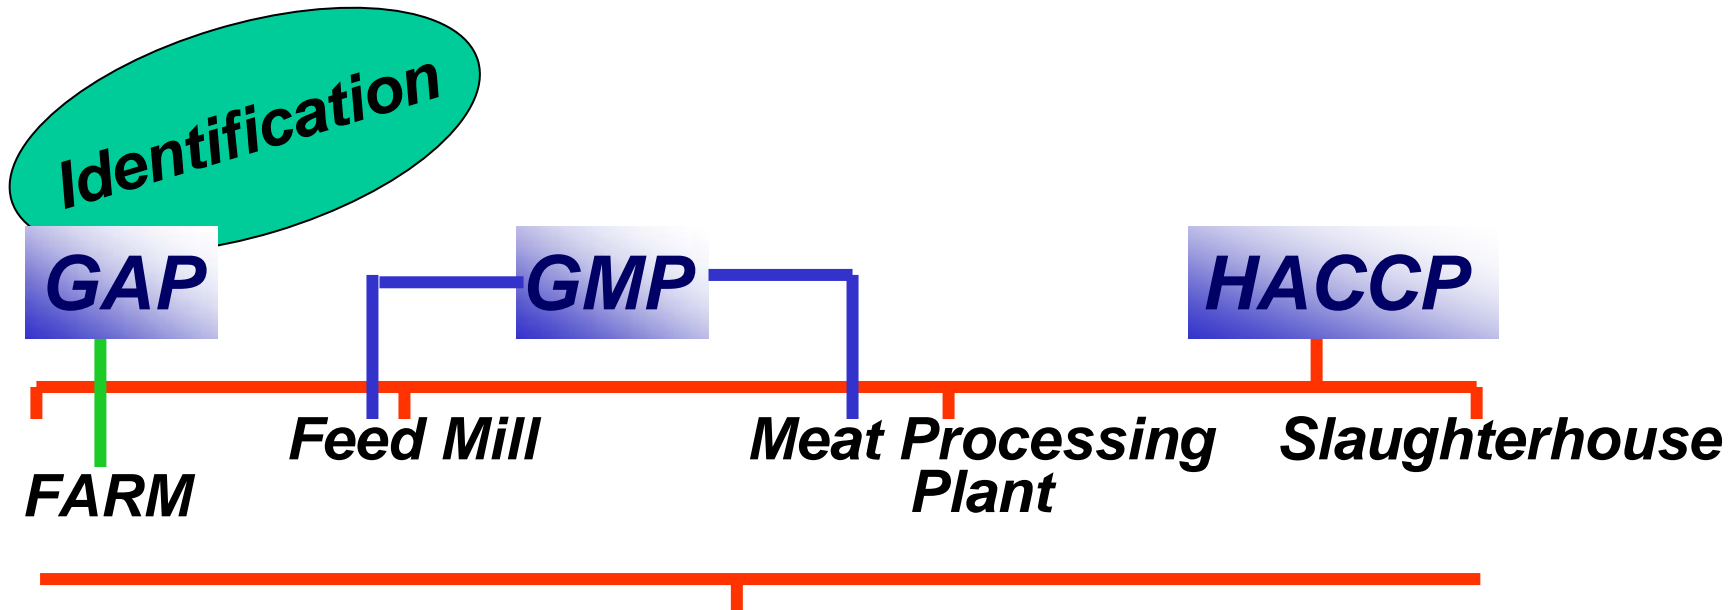 Identification
GAP
GMP
HACCP
Feed Mill
Meat Processing
Plant
Slaughterhouse
FARM